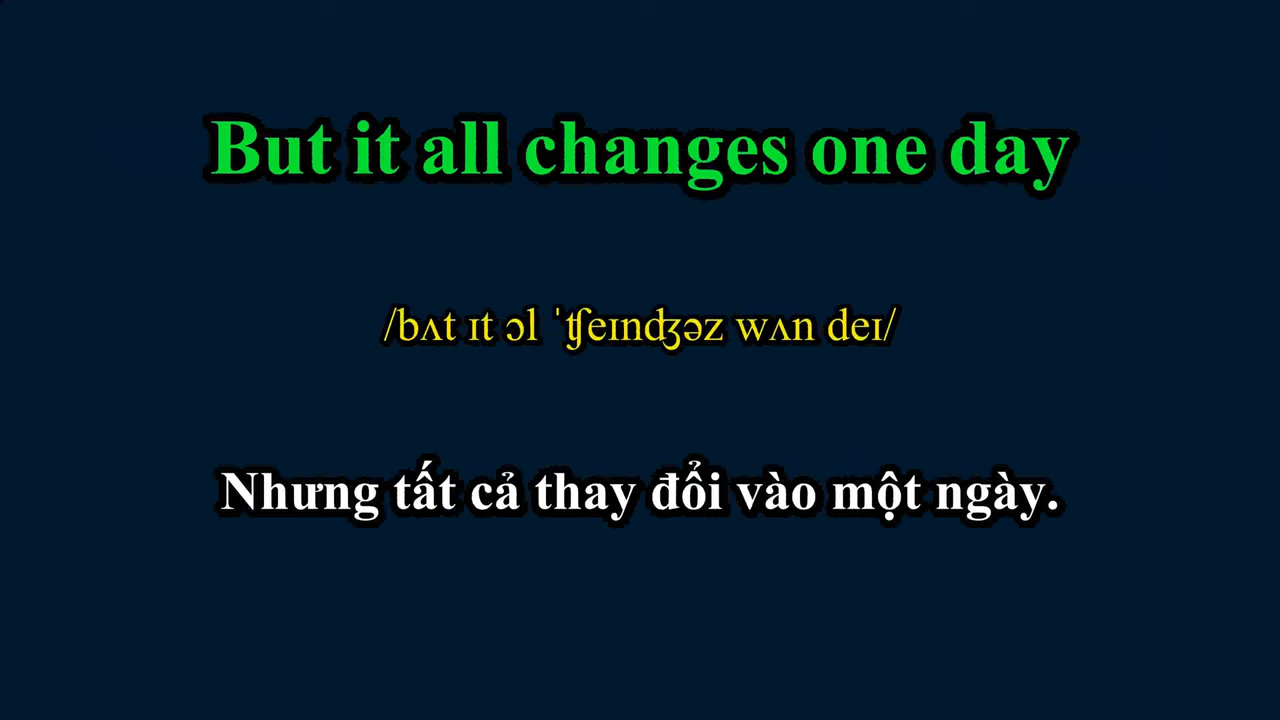 But it all changes one day
/bʌt ɪt ɔl ˈʧeɪnʤəz wʌn deɪ/
Nhưng tất cả thay đổi vào một ngày.